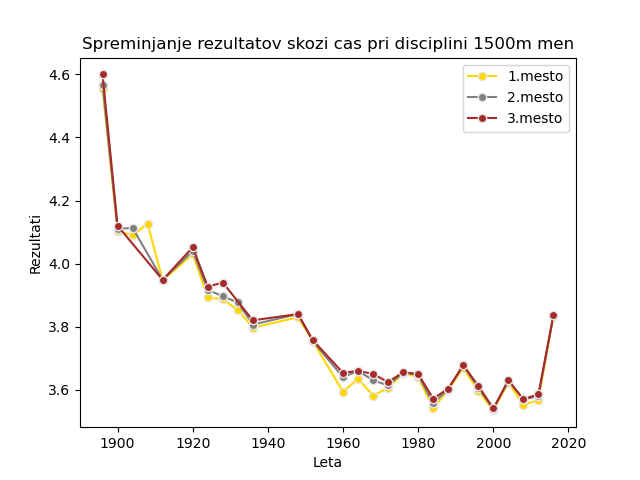 Spreminjanje rezultatov skozi cas pri disciplini 1500m men
4.6
4.4
4.2
4.0
3.8
3.6
Rezultati
1.mesto
2.mesto
3.mesto
1900
1920
1940
1960
1980
2000
2020
Leta